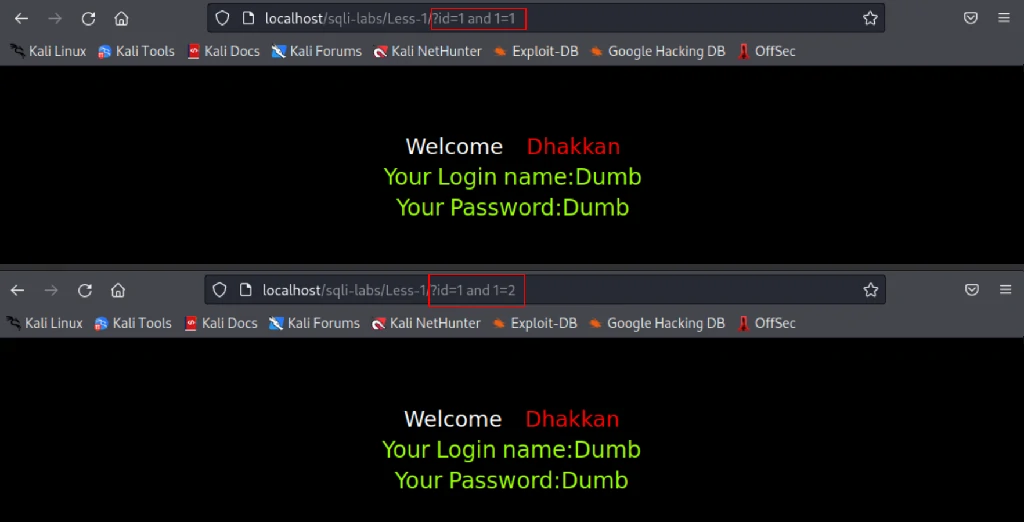 localhost/sqli-labs/Less-1/?id=1 and 1=1
Kali Linux Kali Tools Kali Docs Kali Forums Kali NetHunter Exploit-DB Google Hacking DB OffSec
Welcome Dhakkan
Your Login name:Dumb
Your Password:Dumb
localhost/sqli-labs/Less-1/?id=1 and 1=2
Kali Linux Kali Tools Kali Docs Kali Forums Kali NetHunter Exploit-DB Google Hacking DB OffSec
Welcome Dhakkan
Your Login name:Dumb
Your Password:Dumb